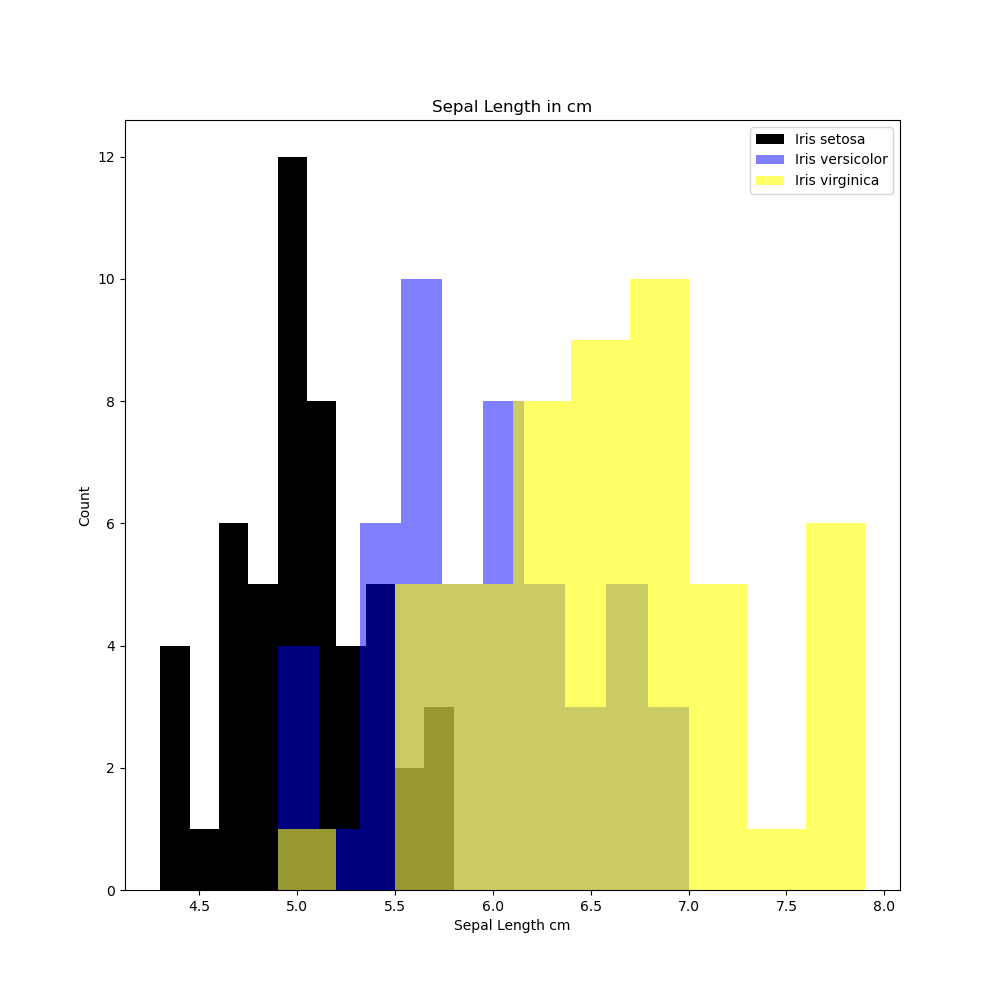 Sepal Length in cm
Iris setosa
Iris versicolor
Iris virginica
12
10
8
6
4
2
0
Count
4.5 5.0 5.5 6.0 6.5 7.0 7.5 8.0
Sepal Length cm